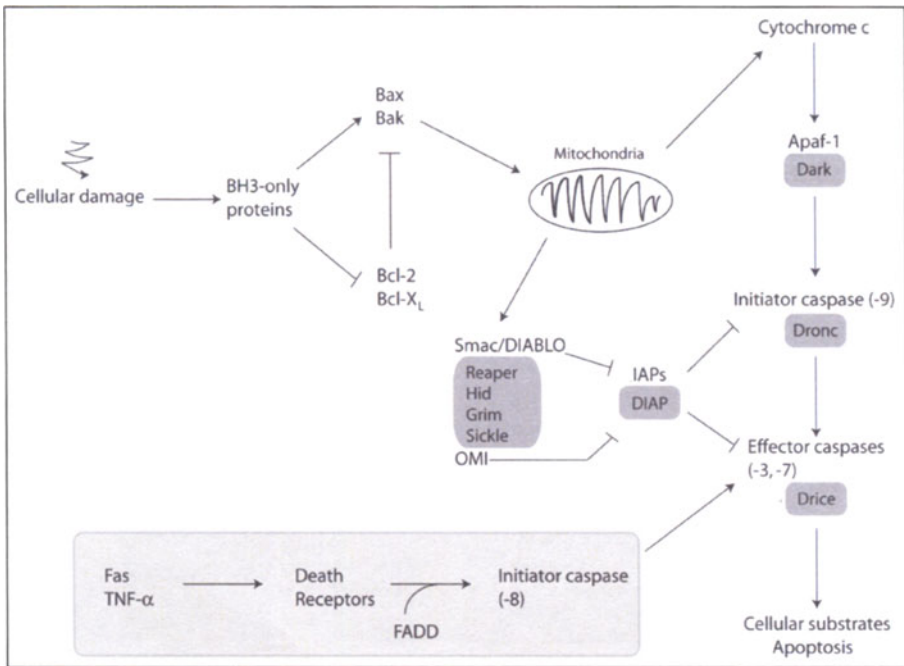 Cytochrome c
Bax
Bak
Apaf-1
Dark
Mitochondria
Cellular damage
BH3-only
proteins
Bcl-2
Bcl-X_L
Initiator caspase (-9)
Dronc
Smac/DIABLO
Reaper
Hid
Grim
Sickle
OMI
IAPs
DIAP
Effector caspases
(-3, -7)
Drice
Fas
TNF-α
Death
Receptors
FADD
Initiator caspase
(-8)
Cellular substrates
Apoptosis